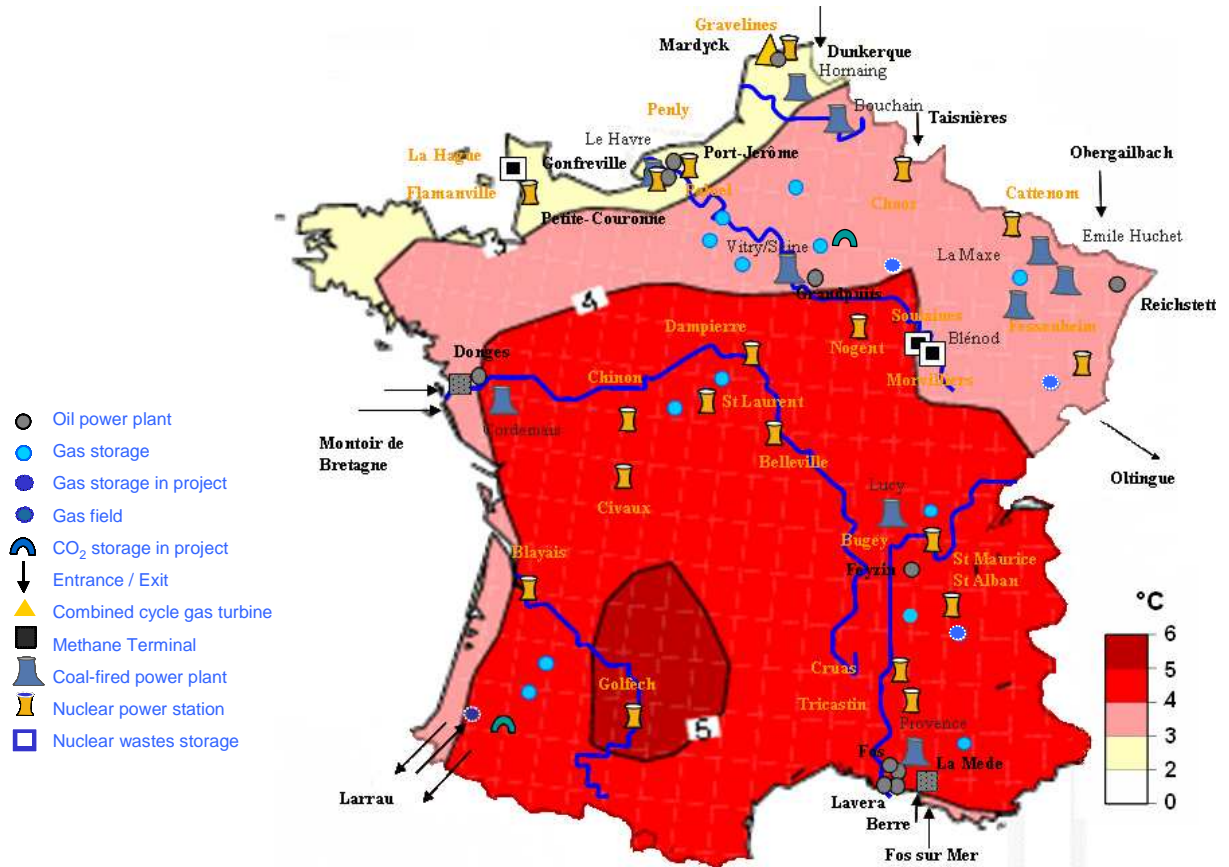 Gravelines
Mardyck
Dunkerque
Hornaing
Penly
Bouchain
Taisnières
Le Havre
La Hague
Gonfreville
Port-Jérôme
Obergailbach
Flamanville
Paluel
Chooz
Cattenom
Petite-Couronne
3
Vitry/Seine
Emile Huchet
La Maxe
4
Grandpuits
Reichstett
Soulaines
Fessenheim
Dampierre
Nogent
Blénod
Donges
Chinon
Morvilliers
St Laurent
Cordemais
Montoir de
Bretagne
Belleville
Oltingue
Civaux
Lucy
Bugey
St Maurice
Blayais
Feyzin
St Alban
Cruas
Golfech
Tricastin
5
Provence
Fos
La Mede
Larrau
Lavera
Berre
Fos sur Mer
Oil power plant
Gas storage
Gas storage in project
Gas field
CO₂ storage in project
Entrance / Exit
Combined cycle gas turbine
Methane Terminal
Coal-fired power plant
Nuclear power station
Nuclear wastes storage
°C
6
5
4
3
2
0